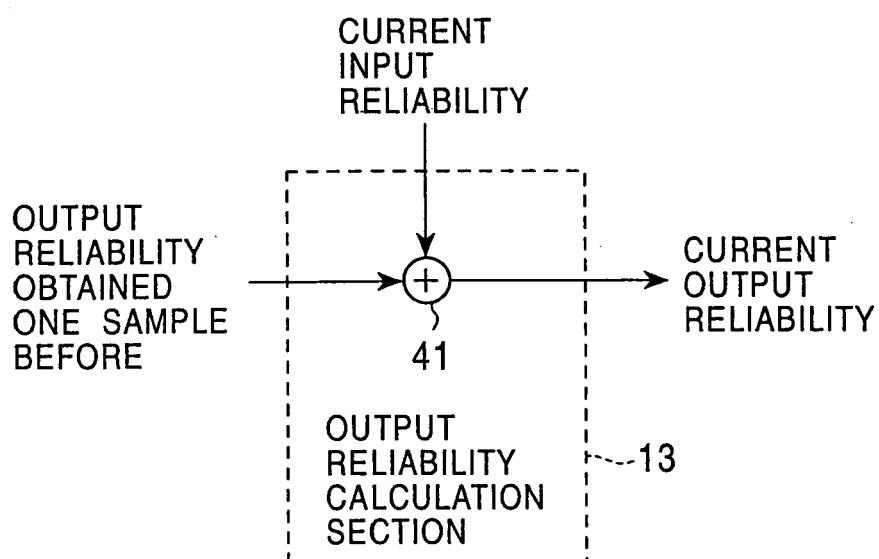 CURRENT
INPUT
RELIABILITY
OUTPUT
RELIABILITY
OBTAINED
ONE SAMPLE
BEFORE
+
CURRENT
OUTPUT
RELIABILITY
41
OUTPUT
RELIABILITY
CALCULATION
SECTION
13